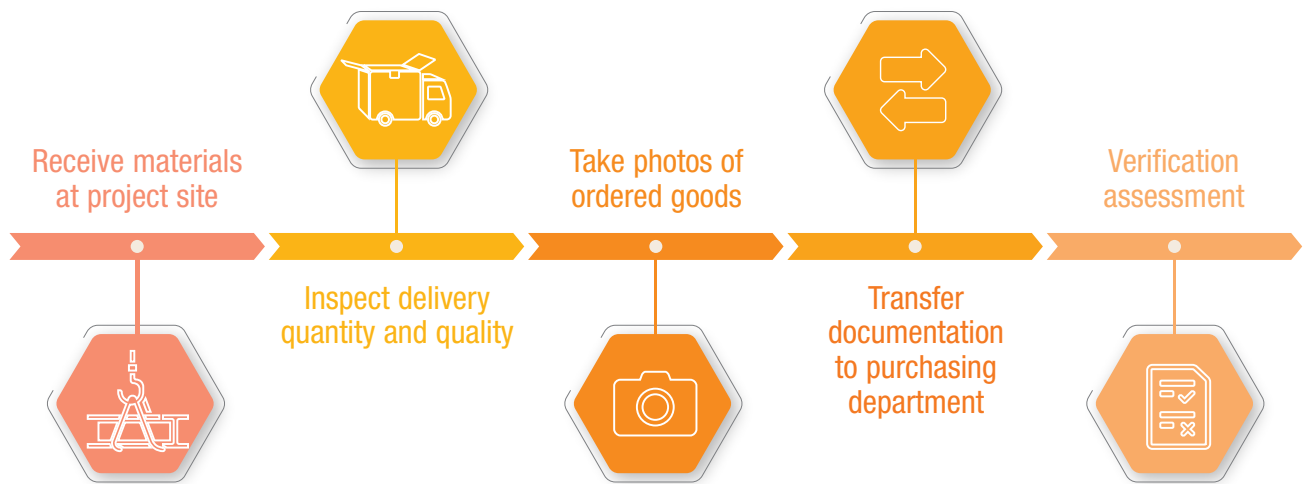 Receive materials
at project site
Inspect delivery
quantity and quality
Take photos of
ordered goods
Transfer
documentation
to purchasing
department
Verification
assessment